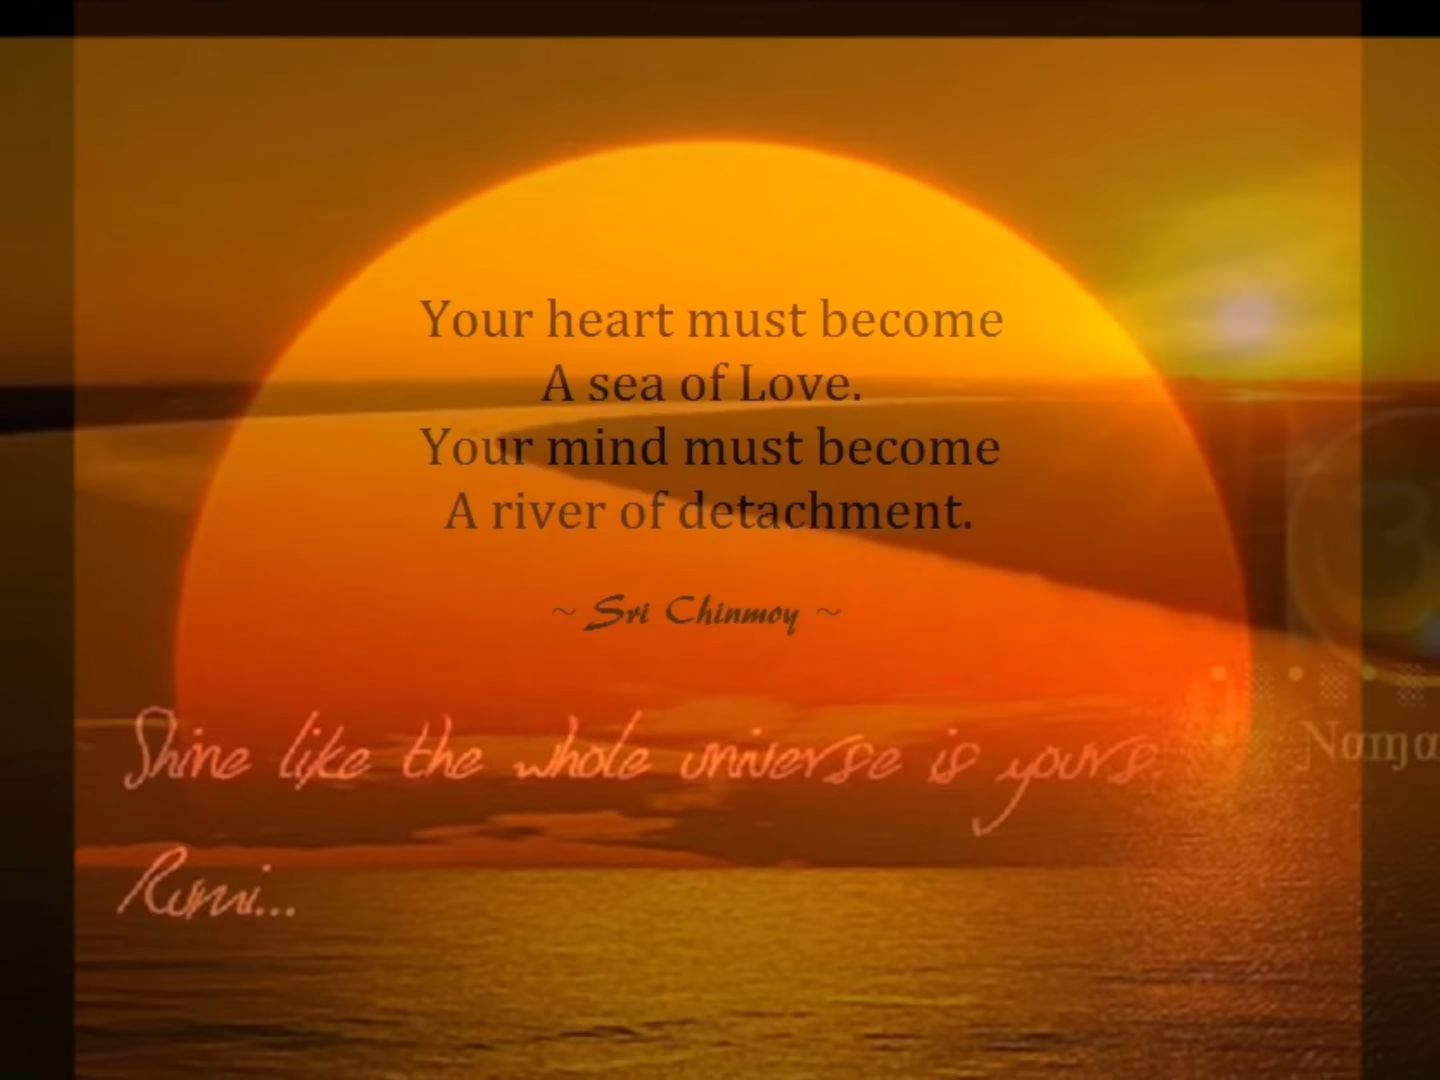 Your heart must become
A sea of Love.
Your mind must become
A river of detachment.
~ Sri Chinmoy ~
Shine like the whole universe is yours.
Rumi...